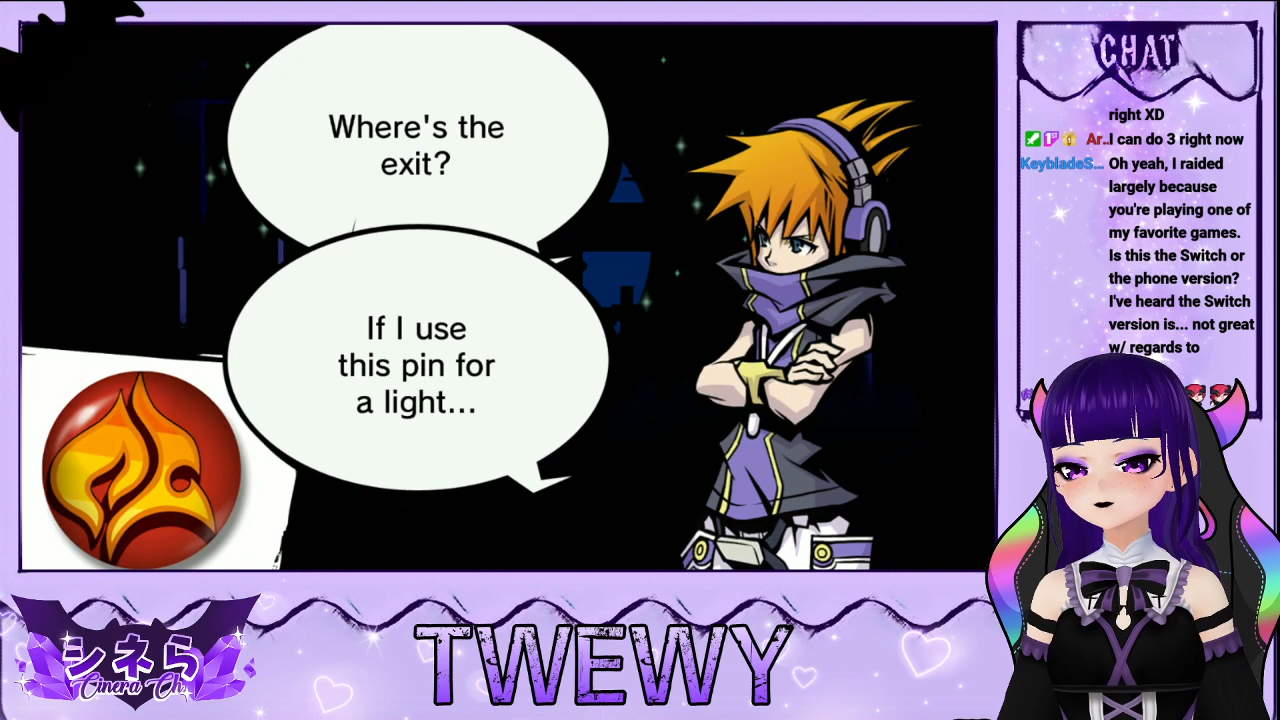 Where's the
exit?
If I use
this pin for
a light...
CHAT
right XD
Ar.. I can do 3 right now
KeybladeS... Oh yeah, I raided
largely because
you're playing one of
my favorite games.
Is this the Switch or
the phone version?
I've heard the Switch
version is... not great
w/ regards to
シネら
Cinera Ch.
TWEWY